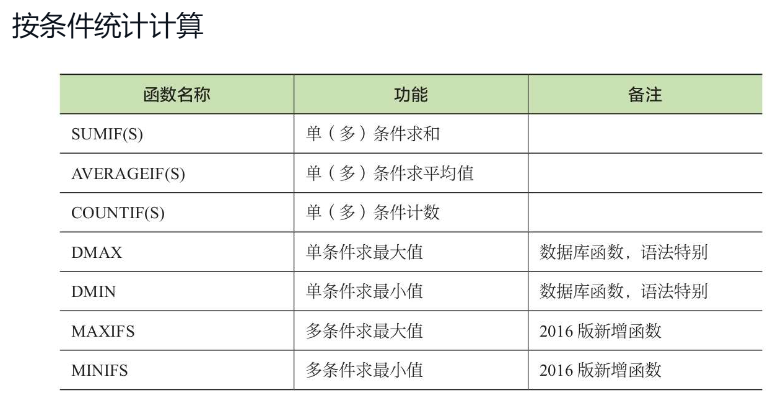 按条件统计计算
函数名称 功能 备注
SUMIF(S) 单（多）条件求和
AVERAGEIF(S) 单（多）条件求平均值
COUNTIF(S) 单（多）条件计数
DMAX 单条件求最大值 数据库函数，语法特别
DMIN 单条件求最小值 数据库函数，语法特别
MAXIFS 多条件求最大值 2016 版新增函数
MINIFS 多条件求最小值 2016 版新增函数